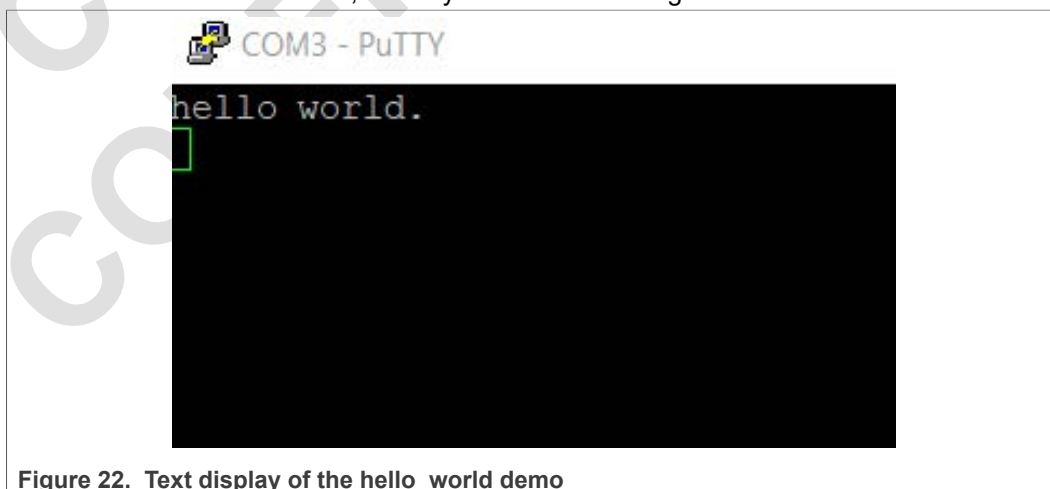 COM3 - PuTTY
hello world.
Figure 22. Text display of the hello_world demo